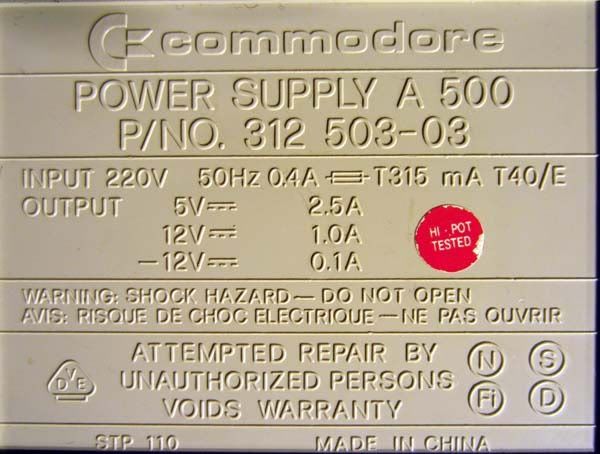 commodore
POWER SUPPLY A 500
P/NO. 312 503-03
INPUT 220V 50Hz 0.4A T315 mA T40/E
OUTPUT 5V 2.5A
12V 1.0A
-12V 0.1A
HI-POT
TESTED
WARNING: SHOCK HAZARD — DO NOT OPEN
AVIS: RISQUE DE CHOC ELECTRIQUE — NE PAS OUVRIR
ATTEMPTED REPAIR BY
UNAUTHORIZED PERSONS
VOIDS WARRANTY
DVE
N S
Fi D
STP 110 MADE IN CHINA